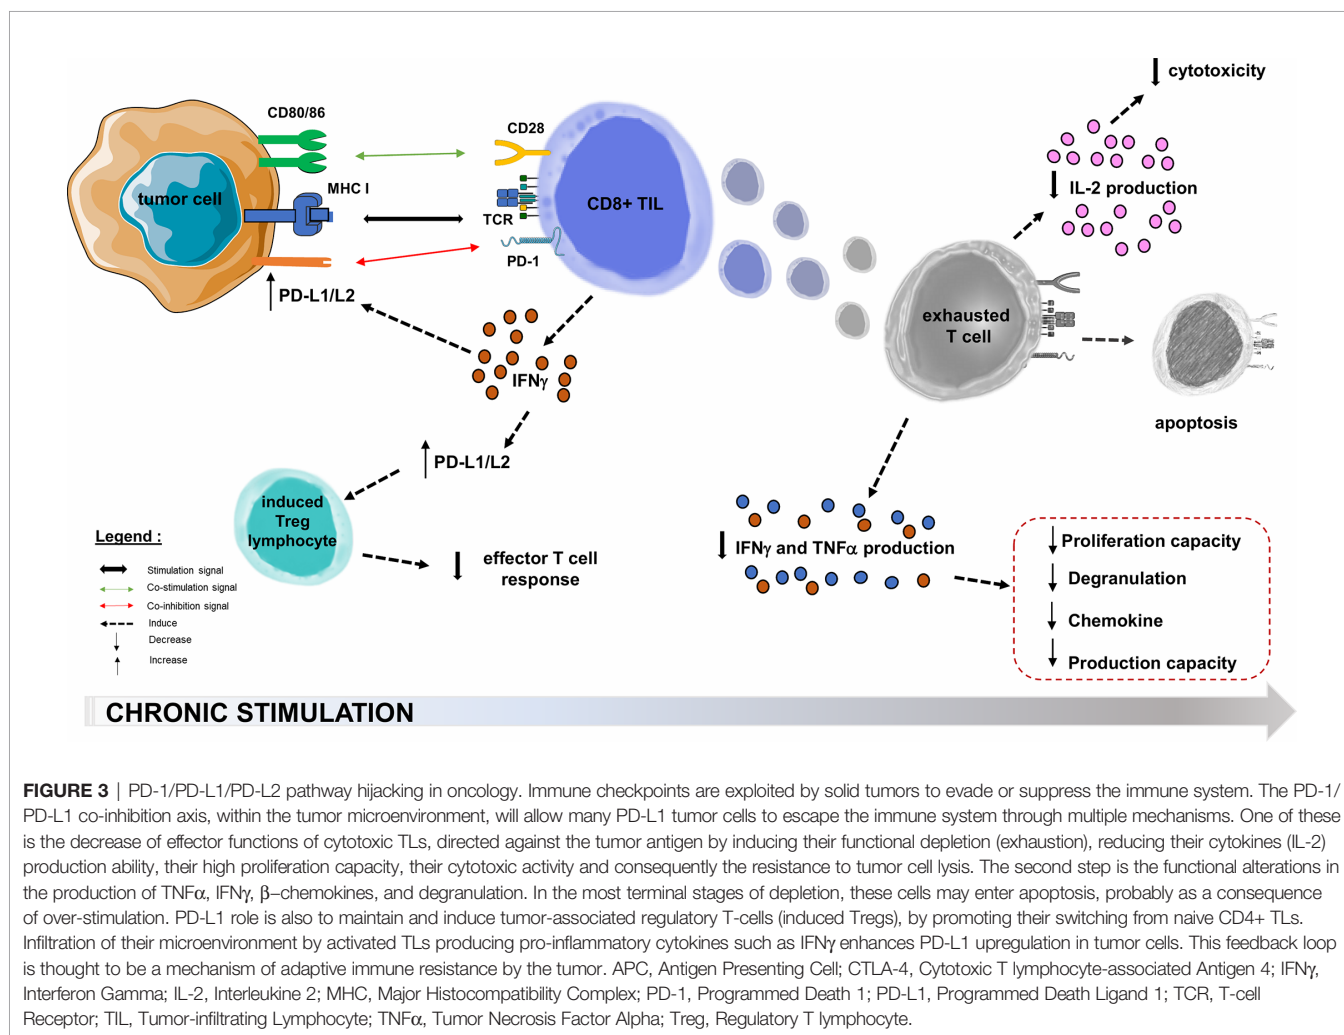 cytotoxicity
CD80/86
CD28
MHC I
tumor cell
TCR
CD8+ TIL
IL-2 production
PD-1
PD-L1/L2
exhausted
T cell
IFNγ
apoptosis
PD-L1/L2
induced
Treg
lymphocyte
effector T cell
response
IFNγ and TNFα production
Proliferation capacity
Degranulation
Chemokine
Production capacity
Legend :
Stimulation signal
Co-stimulation signal
Co-inhibition signal
Induce
Decrease
Increase
CHRONIC STIMULATION
FIGURE 3 | PD-1/PD-L1/PD-L2 pathway hijacking in oncology. Immune checkpoints are exploited by solid tumors to evade or suppress the immune system. The PD-1/
PD-L1 co-inhibition axis, within the tumor microenvironment, will allow many PD-L1 tumor cells to escape the immune system through multiple mechanisms. One of these
is the decrease of effector functions of cytotoxic TLs, directed against the tumor antigen by inducing their functional depletion (exhaustion), reducing their cytokines (IL-2)
production ability, their high proliferation capacity, their cytotoxic activity and consequently the resistance to tumor cell lysis. The second step is the functional alterations in
the production of TNFα, IFNγ, β–chemokines, and degranulation. In the most terminal stages of depletion, these cells may enter apoptosis, probably as a consequence
of over-stimulation. PD-L1 role is also to maintain and induce tumor-associated regulatory T-cells (induced Tregs), by promoting their switching from naive CD4+ TLs.
Infiltration of their microenvironment by activated TLs producing pro-inflammatory cytokines such as IFNγ enhances PD-L1 upregulation in tumor cells. This feedback loop
is thought to be a mechanism of adaptive immune resistance by the tumor. APC, Antigen Presenting Cell; CTLA-4, Cytotoxic T lymphocyte-associated Antigen 4; IFNγ,
Interferon Gamma; IL-2, Interleukine 2; MHC, Major Histocompatibility Complex; PD-1, Programmed Death 1; PD-L1, Programmed Death Ligand 1; TCR, T-cell
Receptor; TIL, Tumor-infiltrating Lymphocyte; TNFα, Tumor Necrosis Factor Alpha; Treg, Regulatory T lymphocyte.